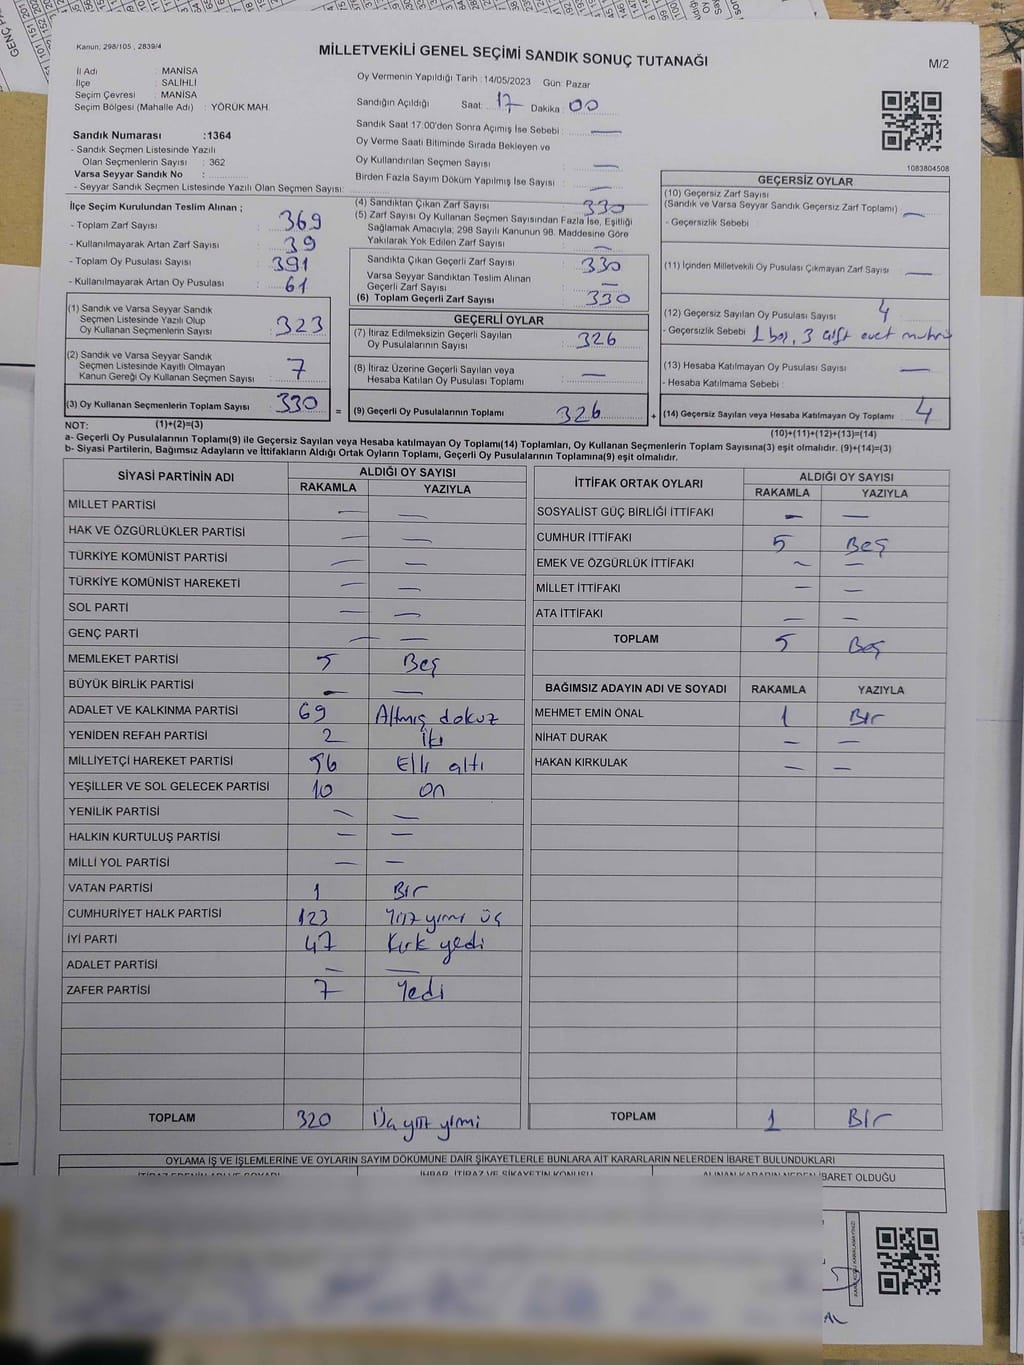 Kanun; 298/105 , 2839/4
MİLLETVEKİLİ GENEL SEÇİMİ SANDIK SONUÇ TUTANAĞI
M/2
İl Adı : MANİSA
İlçe : SALİHLİ
Seçim Çevresi : MANİSA
Seçim Bölgesi (Mahalle Adı) : YÖRÜK MAH.
Sandık Numarası :1364
- Sandık Seçmen Listesinde Yazılı
Olan Seçmenlerin Sayısı : 362
Varsa Seyyar Sandık No :
- Seyyar Sandık Seçmen Listesinde Yazılı Olan Seçmen Sayısı:
Oy Vermenin Yapıldığı Tarih :14/05/2023 Gün: Pazar
Sandığın Açıldığı Saat: 17 Dakika : 00
Sandık Saat 17:00'den Sonra Açımış İse Sebebi : —
Oy Verme Saati Bitiminde Sırada Bekleyen ve
Oy Kullandırılan Seçmen Sayısı : —
Birden Fazla Sayım Döküm Yapılmış İse Sayısı : —
1083804508
İlçe Seçim Kurulundan Teslim Alınan ;
- Toplam Zarf Sayısı : 369
- Kullanılmayarak Artan Zarf Sayısı : 39
- Toplam Oy Pusulası Sayısı : 391
- Kullanılmayarak Artan Oy Pusulası : 61
(1) Sandık ve Varsa Seyyar Sandık
Seçmen Listesinde Yazılı Olup
Oy Kullanan Seçmenlerin Sayısı : 323
(2) Sandık ve Varsa Seyyar Sandık
Seçmen Listesinde Kayıtlı Olmayan
Kanun Gereği Oy Kullanan Seçmen Sayısı : 7
(3) Oy Kullanan Seçmenlerin Toplam Sayısı : 330
(1)+(2)=(3)
(4) Sandıktan Çıkan Zarf Sayısı : 330
(5) Zarf Sayısı Oy Kullanan Seçmen Sayısından Fazla İse, Eşitliği
Sağlamak Amacıyla; 298 Sayılı Kanunun 98. Maddesine Göre
Yakılarak Yok Edilen Zarf Sayısı : —
Sandıkta Çıkan Geçerli Zarf Sayısı : 330
Varsa Seyyar Sandıktan Teslim Alınan
Geçerli Zarf Sayısı : —
(6) Toplam Geçerli Zarf Sayısı : 330
GEÇERLİ OYLAR
(7) İtiraz Edilmeksizin Geçerli Sayılan
Oy Pusulalarının Sayısı : 326
(8) İtiraz Üzerine Geçerli Sayılan veya
Hesaba Katılan Oy Pusulası Toplamı : —
= (9) Geçerli Oy Pusulalarının Toplamı : 326
GEÇERSİZ OYLAR
(10) Geçersiz Zarf Sayısı
(Sandık ve Varsa Seyyar Sandık Geçersiz Zarf Toplamı) : —
- Geçersizlik Sebebi :
(11) İçinden Milletvekili Oy Pusulası Çıkmayan Zarf Sayısı : —
(12) Geçersiz Sayılan Oy Pusulası Sayısı : 4
- Geçersizlik Sebebi : 1 boş, 3 çift evet mührü
(13) Hesaba Katılmayan Oy Pusulası Sayısı : —
- Hesaba Katılmama Sebebi :
+ (14) Geçersiz Sayılan veya Hesaba Katılmayan Oy Toplamı : 4
(10)+(11)+(12)+(13)=(14)
NOT:
a- Geçerli Oy Pusulalarının Toplamı(9) ile Geçersiz Sayılan veya Hesaba katılmayan Oy Toplamı(14) Toplamları, Oy Kullanan Seçmenlerin Toplam Sayısına(3) eşit olmalıdır. (9)+(14)=(3)
b- Siyasi Partilerin, Bağımsız Adayların ve İttifakların Aldığı Ortak Oyların Toplamı, Geçerli Oy Pusulalarının Toplamına(9) eşit olmalıdır.
SİYASİ PARTİNİN ADI ALDIĞI OY SAYISI
RAKAMLA YAZIYLA
MİLLET PARTİSİ — —
HAK VE ÖZGÜRLÜKLER PARTİSİ — —
TÜRKİYE KOMÜNİST PARTİSİ — —
TÜRKİYE KOMÜNİST HAREKETİ — —
SOL PARTİ — —
GENÇ PARTİ — —
MEMLEKET PARTİSİ 5 Beş
BÜYÜK BİRLİK PARTİSİ — —
ADALET VE KALKINMA PARTİSİ 69 Altmış dokuz
YENİDEN REFAH PARTİSİ 2 İki
MİLLİYETÇİ HAREKET PARTİSİ 56 Elli altı
YEŞİLLER VE SOL GELECEK PARTİSİ 10 On
YENİLİK PARTİSİ — —
HALKIN KURTULUŞ PARTİSİ — —
MİLLİ YOL PARTİSİ — —
VATAN PARTİSİ 1 Bir
CUMHURİYET HALK PARTİSİ 123 Yüz yirmi üç
İYİ PARTİ 47 Kırk yedi
ADALET PARTİSİ — —
ZAFER PARTİSİ 7 Yedi
TOPLAM 320 Üç yüz yirmi
İTTİFAK ORTAK OYLARI ALDIĞI OY SAYISI
RAKAMLA YAZIYLA
SOSYALİST GÜÇ BİRLİĞİ İTTİFAKI — —
CUMHUR İTTİFAKI 5 Beş
EMEK VE ÖZGÜRLÜK İTTİFAKI — —
MİLLET İTTİFAKI — —
ATA İTTİFAKI — —
TOPLAM 5 Beş
BAĞIMSIZ ADAYIN ADI VE SOYADI RAKAMLA YAZIYLA
MEHMET EMİN ÖNAL 1 Bir
NİHAT DURAK — —
HAKAN KIRKULAK — —
TOPLAM 1 Bir
OYLAMA İŞ VE İŞLEMLERİNE VE OYLARIN SAYIM DÖKÜMÜNE DAİR ŞİKAYETLERLE BUNLARA AİT KARARLARIN NELERDEN İBARET BULUNDUKLARI
İTİRAZ EDENİN ADI VE SOYADI İHBAR, İTİRAZ VE ŞİKAYETİN KONUSU ALINAN KARARIN NEDEN İBARET OLDUĞU